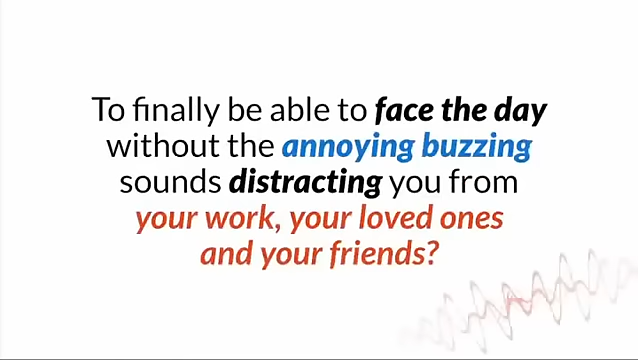 To finally be able to face the day
without the annoying buzzing
sounds distracting you from
your work, your loved ones
and your friends?